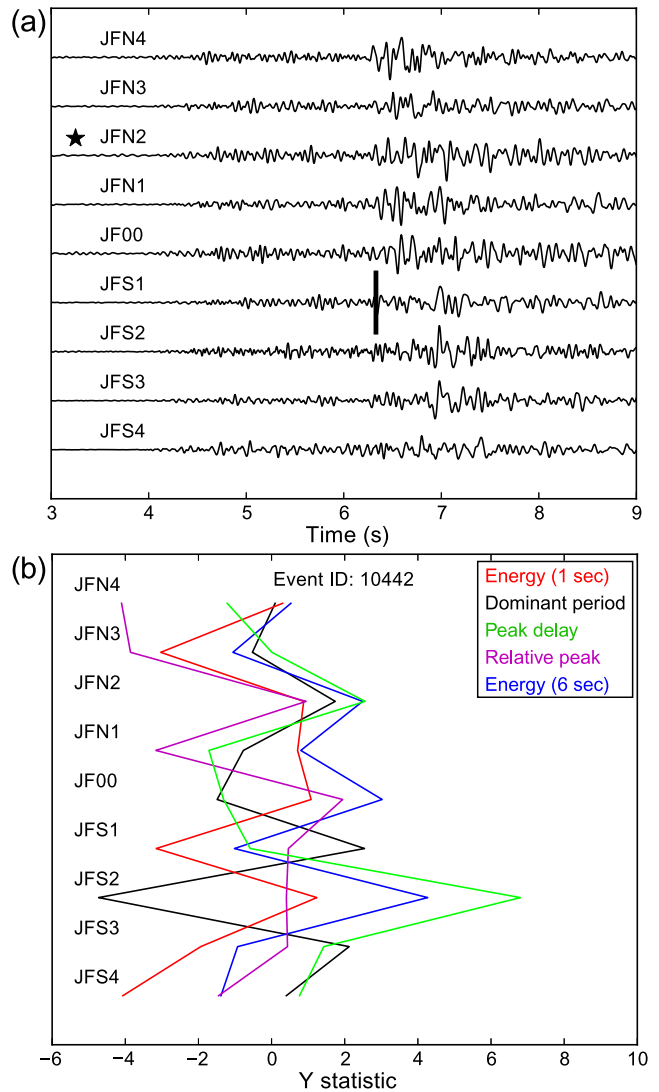 (a)
JFN4
JFN3
★ JFN2
JFN1
JF00
JFS1
JFS2
JFS3
JFS4
3 4 5 6 7 8 9
Time (s)
(b)
Event ID: 10442
Energy (1 sec)
Dominant period
Peak delay
Relative peak
Energy (6 sec)
JFN4
JFN3
JFN2
JFN1
JF00
JFS1
JFS2
JFS3
JFS4
−6 −4 −2 0 2 4 6 8 10
Y statistic